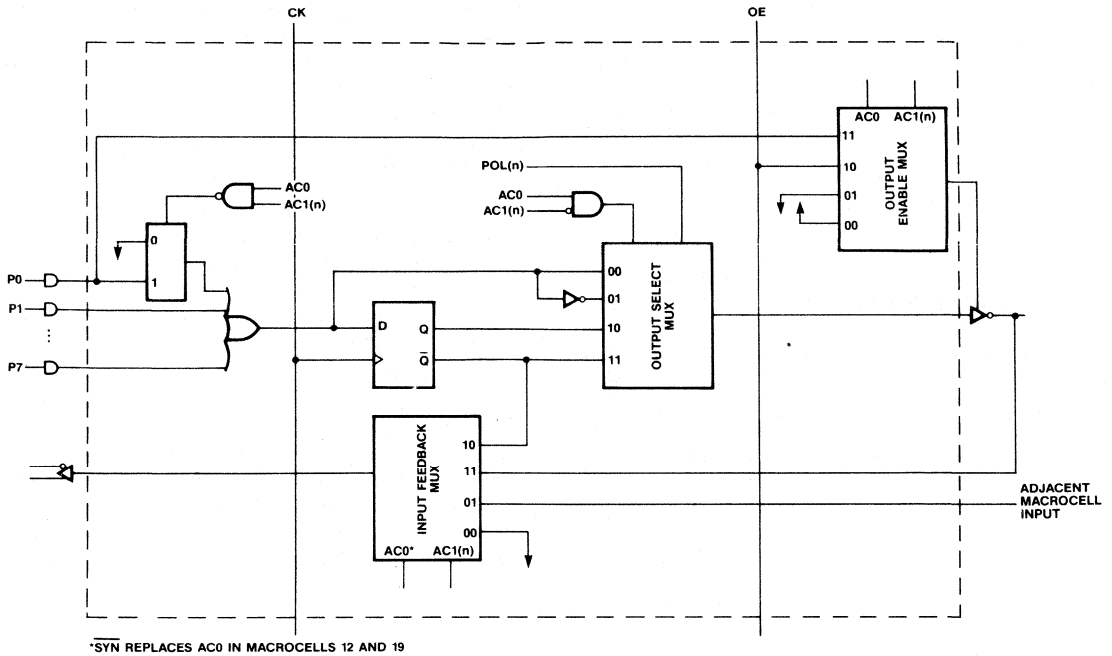 CK
OE
AC0 AC1(n)
11
10
01
00
OUTPUT
ENABLE MUX
POL(n)
AC0
AC1(n)
AC0
AC1(n)
0
1
P0
P1
P7
D Q
Q̅
00
01
10
11
OUTPUT SELECT
MUX
INPUT FEEDBACK
MUX
10
11
01
00
AC0* AC1(n)
ADJACENT
MACROCELL
INPUT
*S̅Y̅N̅ REPLACES AC0 IN MACROCELLS 12 AND 19